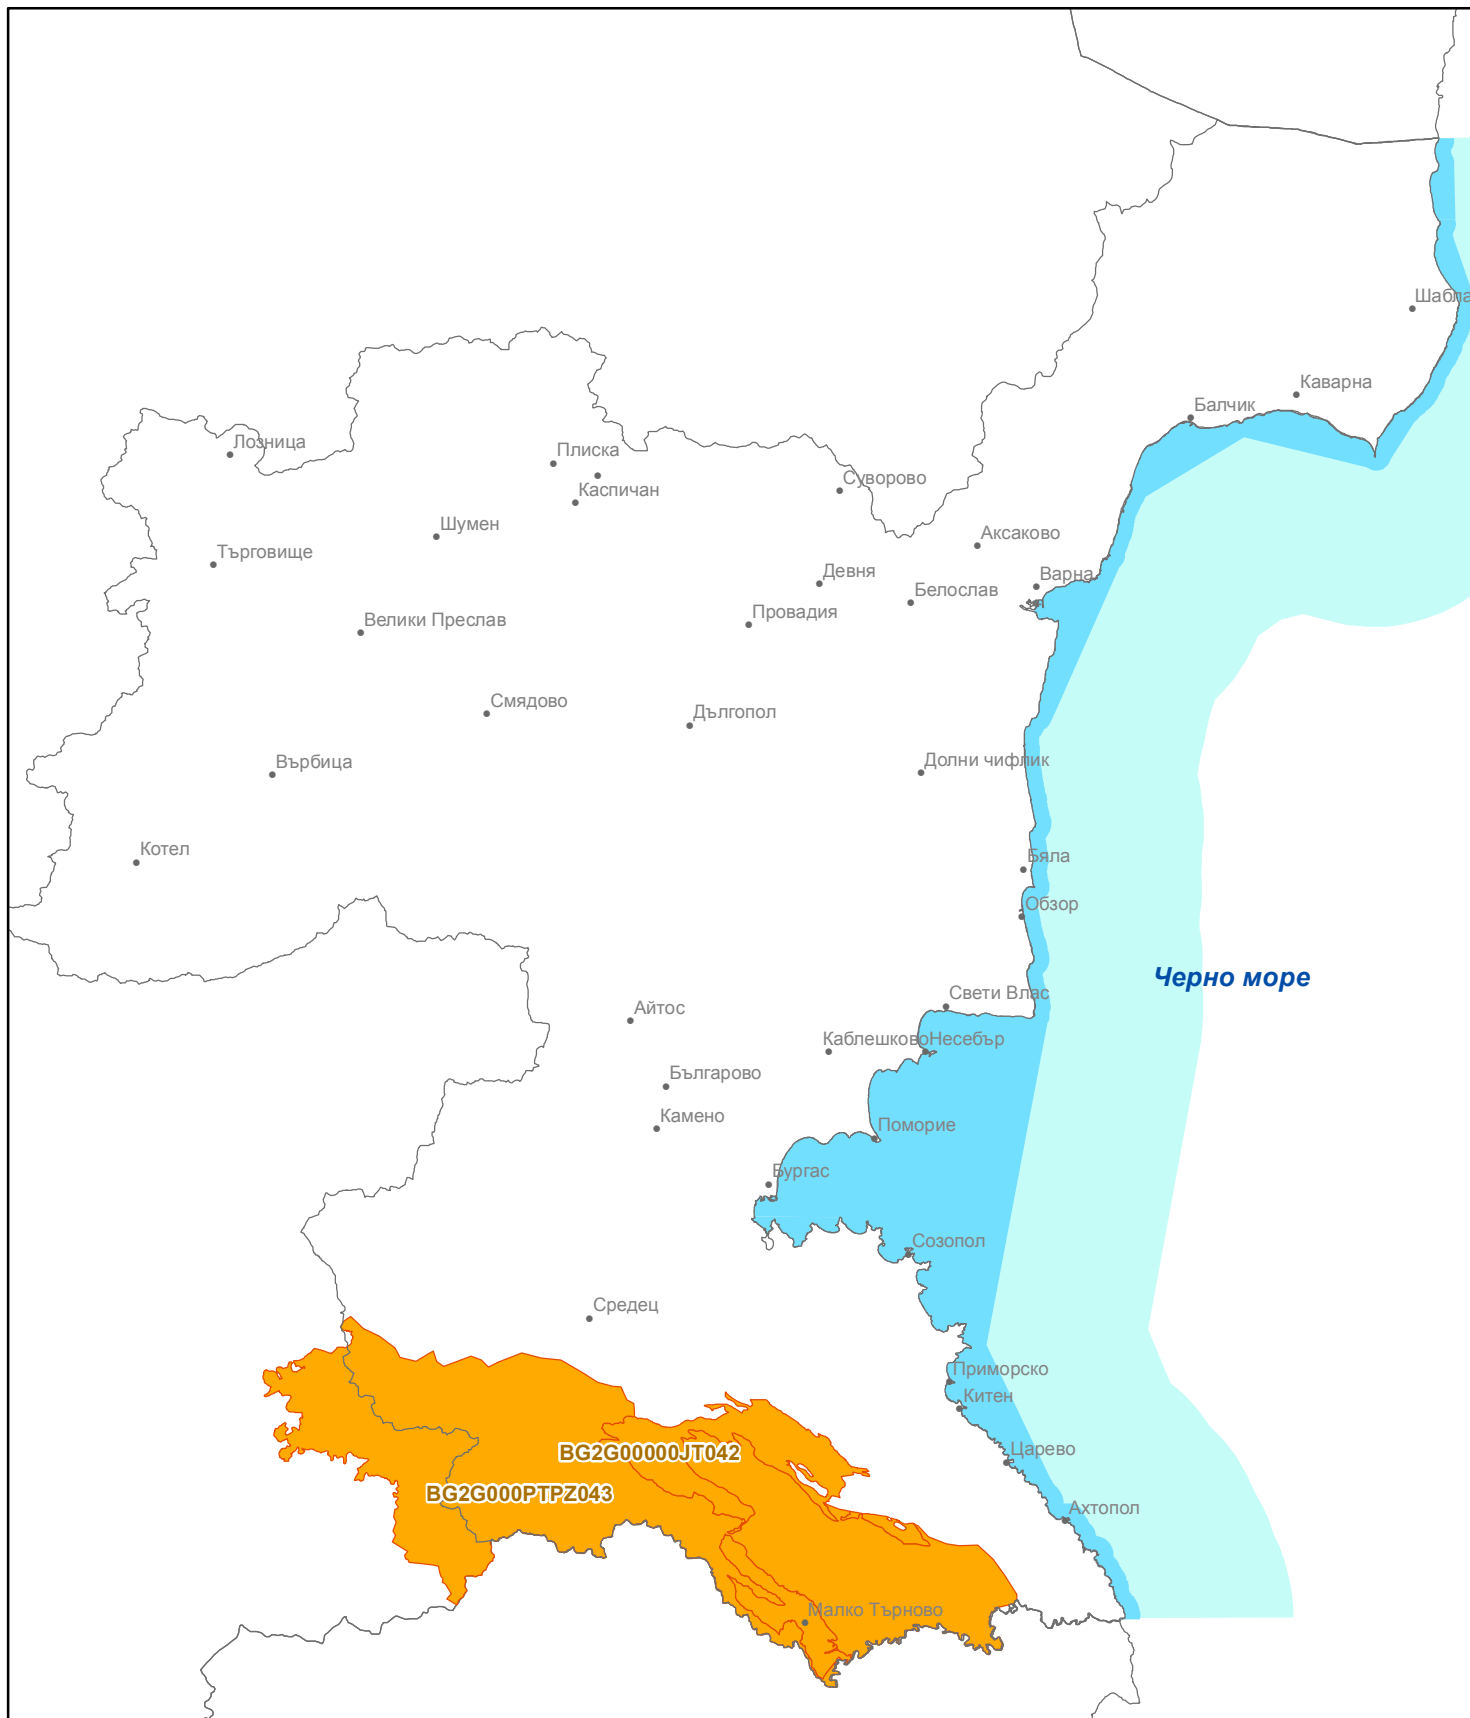 Шабла
Каварна
Балчик
Лозница
Плиска
Каспичан
Суворово
Шумен
Аксаково
Търговище
Девня
Варна
Белослав
Велики Преслав
Провадия
Смядово
Дългопол
Върбица
Долни чифлик
Котел
Бяла
Обзор
Черно море
Свети Влас
Айтос
Каблешково
Несебър
Българово
Камено
Поморие
Бургас
Созопол
Средец
Приморско
Китен
BG2G00000JT042
Царево
BG2G000PTPZ043
Ахтопол
Малко Търново